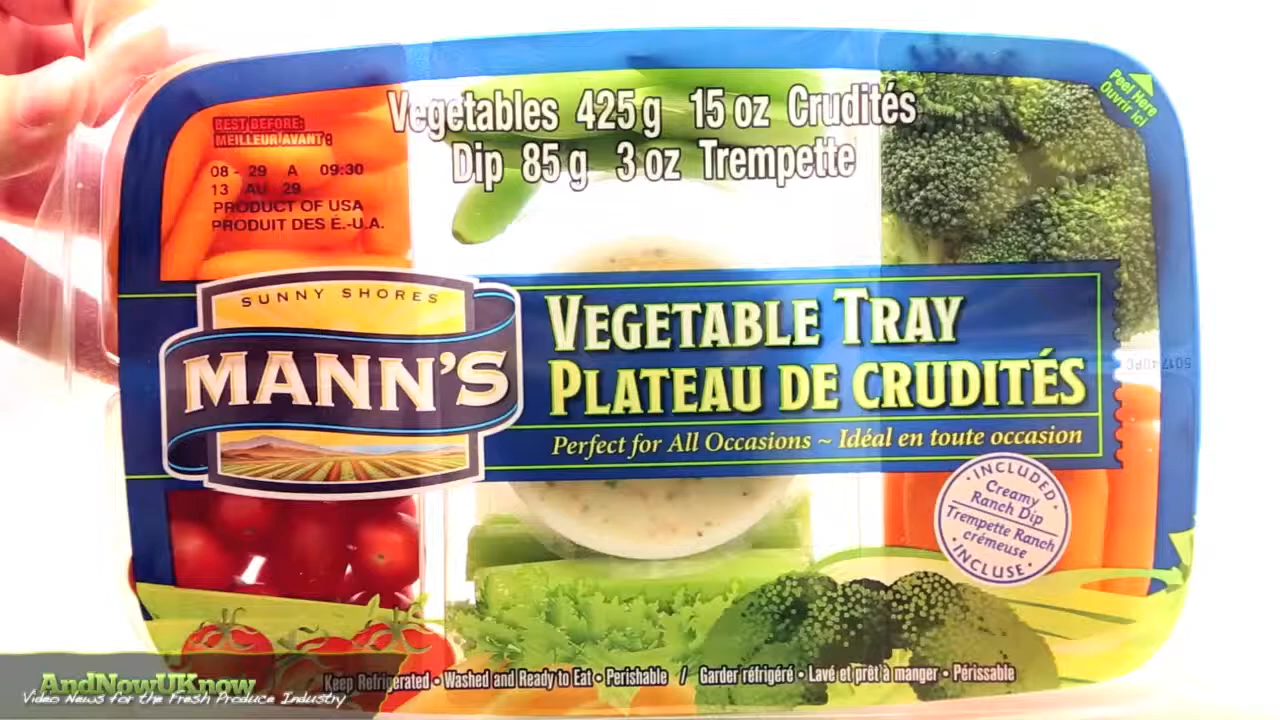 Vegetables 425 g 15 oz Crudités
Dip 85 g 3 oz Trempette
Peel Here
Ouvrir ici
BEST BEFORE:
MEILLEUR AVANT:
08 - 29 A 09:30
13 AU 29
PRODUCT OF USA
PRODUIT DES É.-U.A.
SUNNY SHORES
MANN'S
VEGETABLE TRAY
PLATEAU DE CRUDITÉS
Perfect for All Occasions ~ Idéal en toute occasion
• INCLUDED •
Creamy
Ranch Dip
Trempette Ranch
crémeuse
• INCLUSE •
Keep Refrigerated • Washed and Ready to Eat • Perishable / Garder réfrigéré • Lavé et prêt à manger • Périssable
AndNowUKnow
Video News for the Fresh Produce Industry